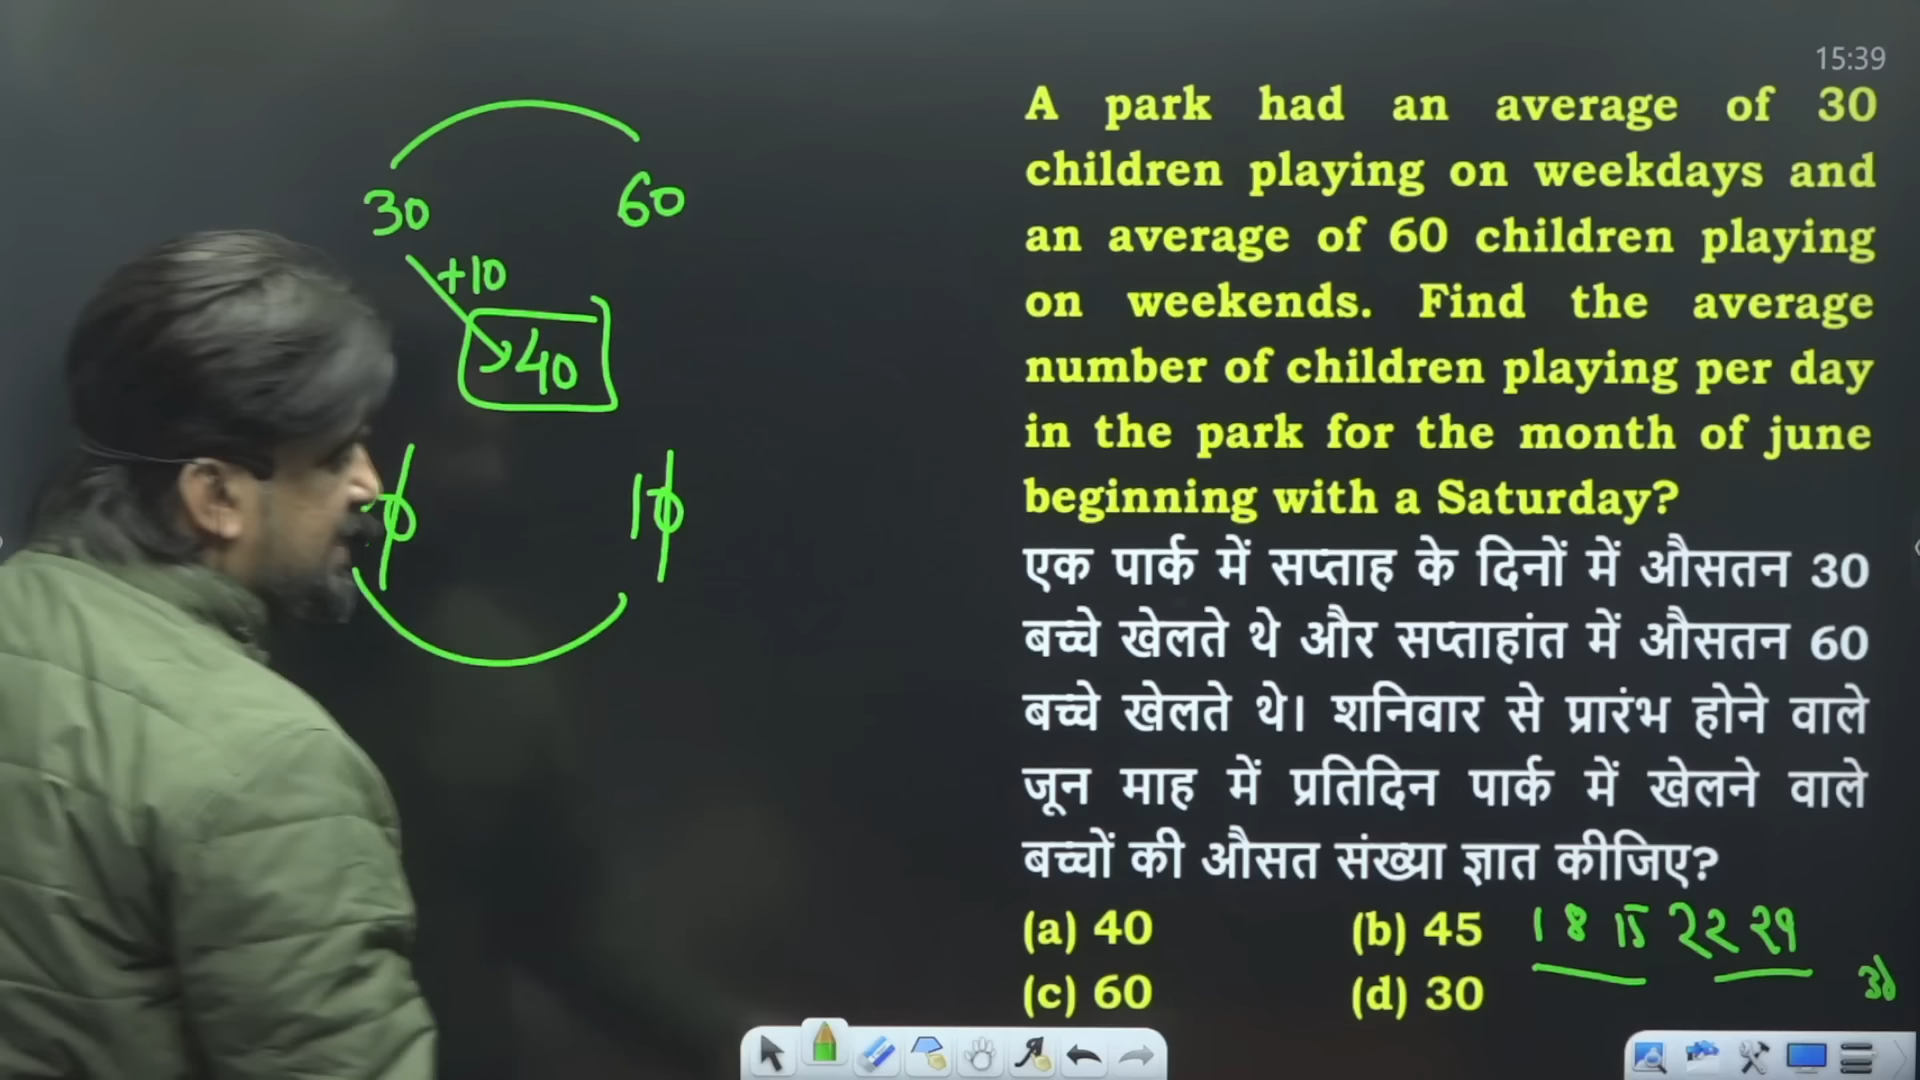 15:39
A park had an average of 30
children playing on weekdays and
an average of 60 children playing
on weekends. Find the average
number of children playing per day
in the park for the month of june
beginning with a Saturday?
एक पार्क में सप्ताह के दिनों में औसतन 30
बच्चे खेलते थे और सप्ताहांत में औसतन 60
बच्चे खेलते थे। शनिवार से प्रारंभ होने वाले
जून माह में प्रतिदिन पार्क में खेलने वाले
बच्चों की औसत संख्या ज्ञात कीजिए?
(a) 40 (b) 45
(c) 60 (d) 30
1 8 15 22 29
30
30 60
+10
40
10